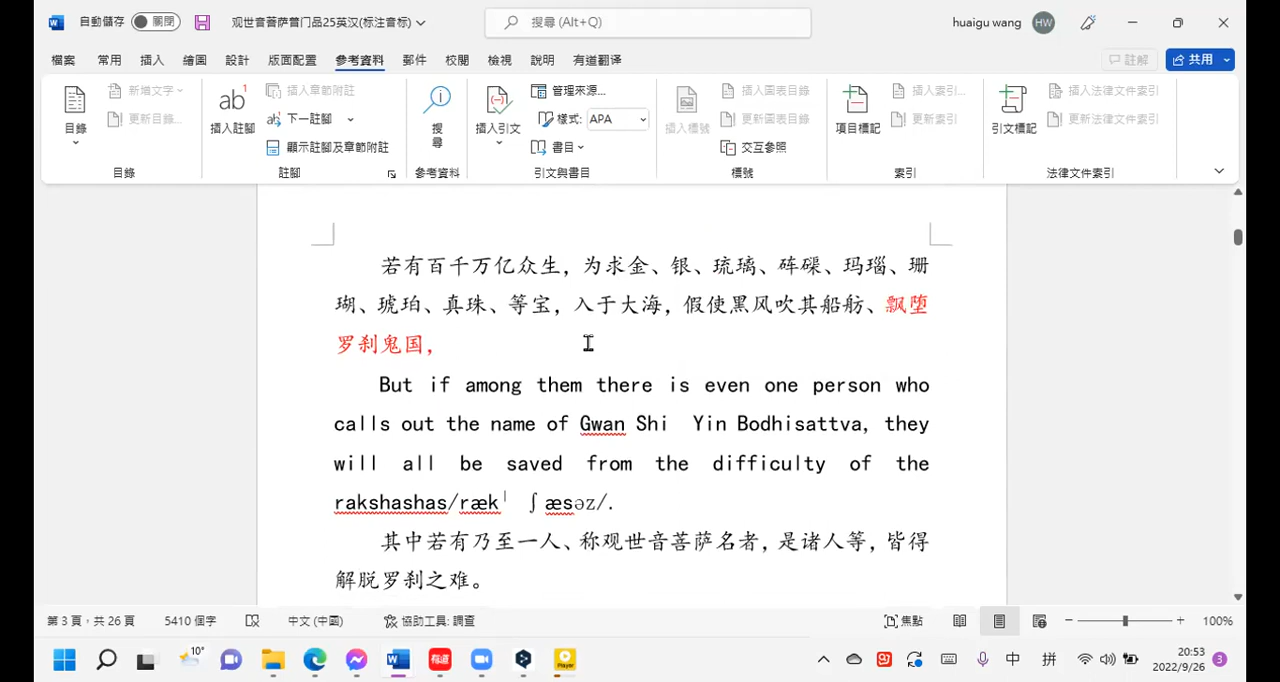 自動儲存 關閉 观世音菩萨普门品25英汉(标注音标) 搜尋 (Alt+Q) huaigu wang HW
檔案 常用 插入 繪圖 設計 版面配置 參考資料 郵件 校閱 檢視 說明 有道翻译 註解 共用
目錄 新增文字 更新目錄... 目錄
ab1 插入註腳 插入章節附註 下一註腳 顯示註腳及章節附註 註腳
搜尋 參考資料
插入引文 管理來源... 樣式: APA 書目 引文與書目
插入標號 插入圖表目錄 更新圖表目錄 交互參照 標號
項目標記 插入索引... 更新索引 索引
引文標記 插入法律文件索引 更新法律文件索引 法律文件索引
若有百千万亿众生，为求金、银、琉璃、砗磲、玛瑙、珊
瑚、琥珀、真珠、等宝，入于大海，假使黑风吹其船舫、飘堕
罗刹鬼国，
But if among them there is even one person who
calls out the name of Gwan Shi Yin Bodhisattva, they
will all be saved from the difficulty of the
rakshashas/rækˈ ʃæsəz/.
其中若有乃至一人、称观世音菩萨名者，是诸人等，皆得
解脱罗刹之难。
第 3 頁，共 26 頁 5410 個字 中文 (中國) 協助工具: 調查 焦點 100%
10° 有道 Player 中 拼 20:53
2022/9/26 3